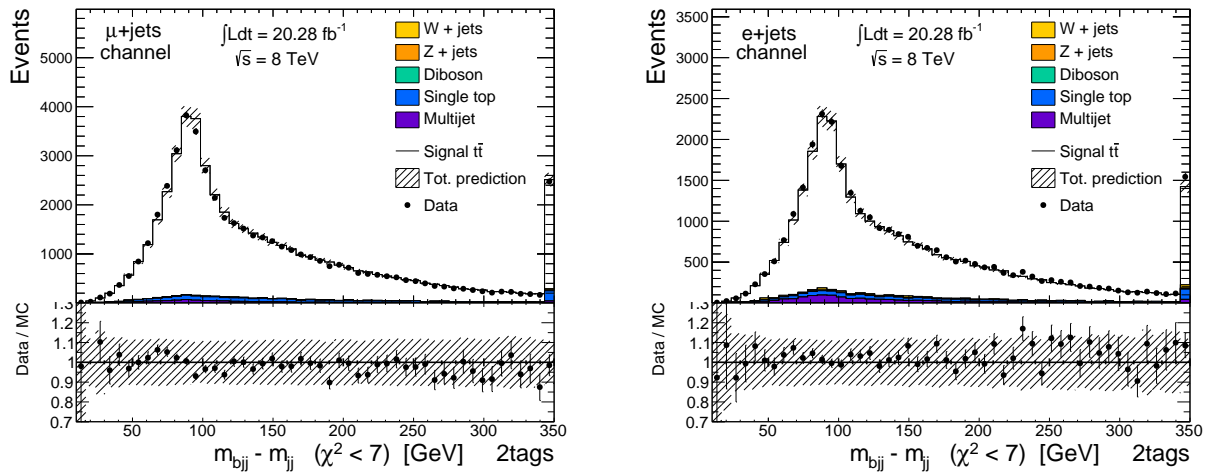 Events
5000
4000
3000
2000
1000
0
μ+jets
channel
∫Ldt = 20.28 fb⁻¹
√s = 8 TeV
W + jets
Z + jets
Diboson
Single top
Multijet
Signal tt̄
Tot. prediction
Data
Data / MC
1.3
1.2
1.1
1
0.9
0.8
0.7
50 100 150 200 250 300 350
m_bjj - m_jj (χ² < 7) [GeV] 2tags
Events
3500
3000
2500
2000
1500
1000
500
0
e+jets
channel
∫Ldt = 20.28 fb⁻¹
√s = 8 TeV
W + jets
Z + jets
Diboson
Single top
Multijet
Signal tt̄
Tot. prediction
Data
Data / MC
1.3
1.2
1.1
1
0.9
0.8
0.7
50 100 150 200 250 300 350
m_bjj - m_jj (χ² < 7) [GeV] 2tags